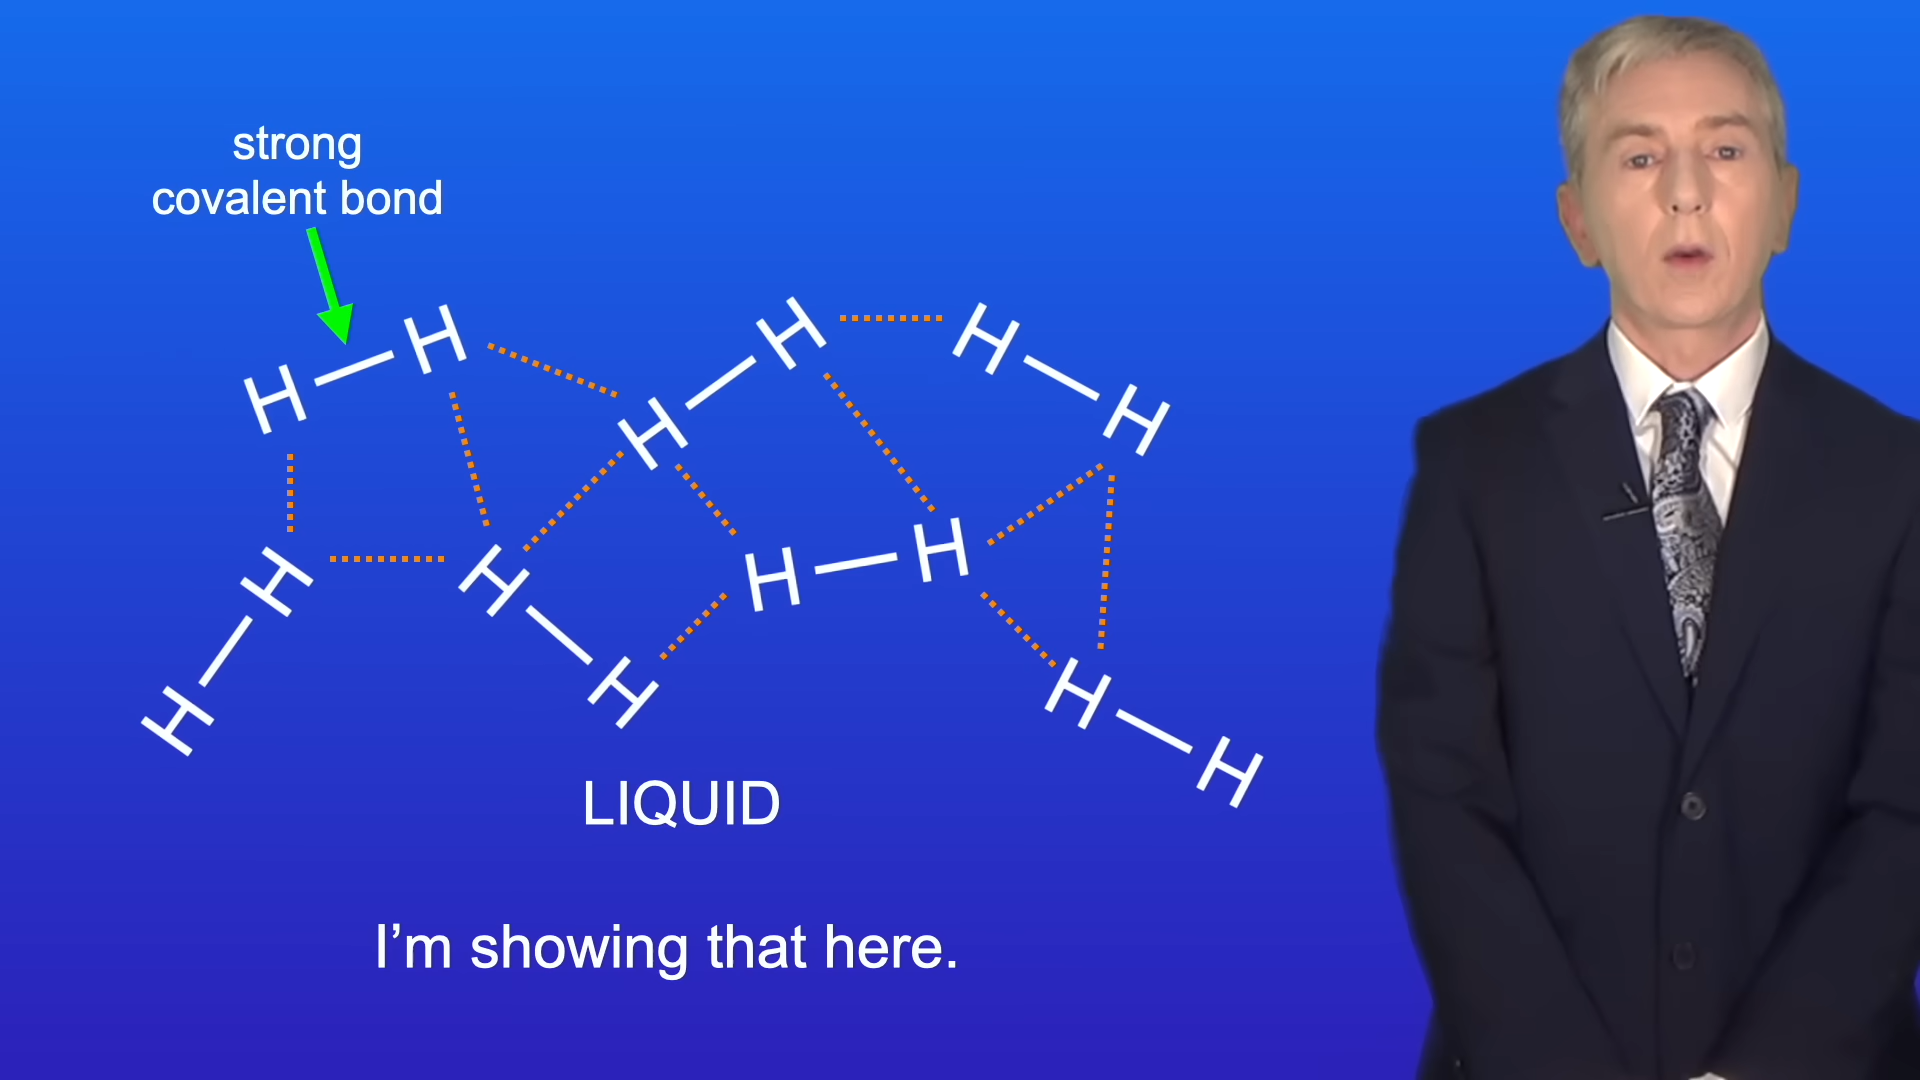 strong
covalent bond
H H H H
H H
H H H H
H H H
H
LIQUID
I’m showing that here.